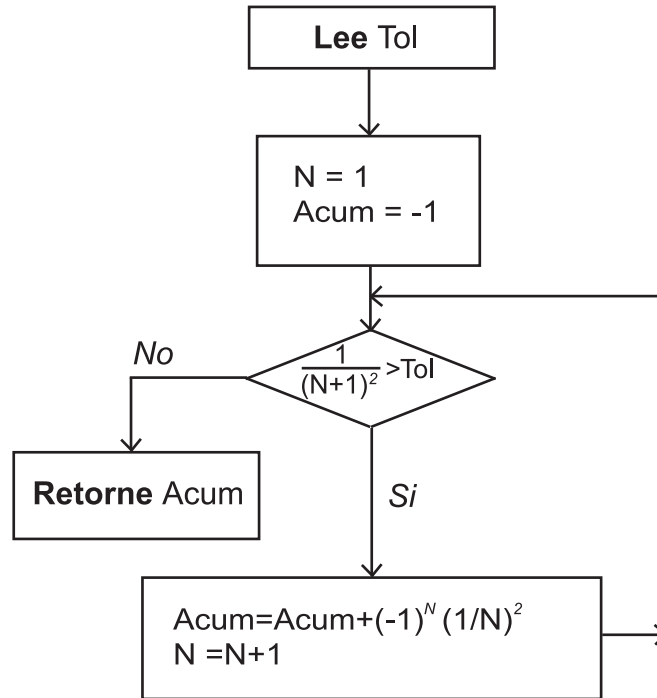 Lee Tol
N = 1
Acum = -1
No
1
(N+1)² >Tol
Retorne Acum
Si
Acum=Acum+(-1)ᴺ (1/N)²
N =N+1